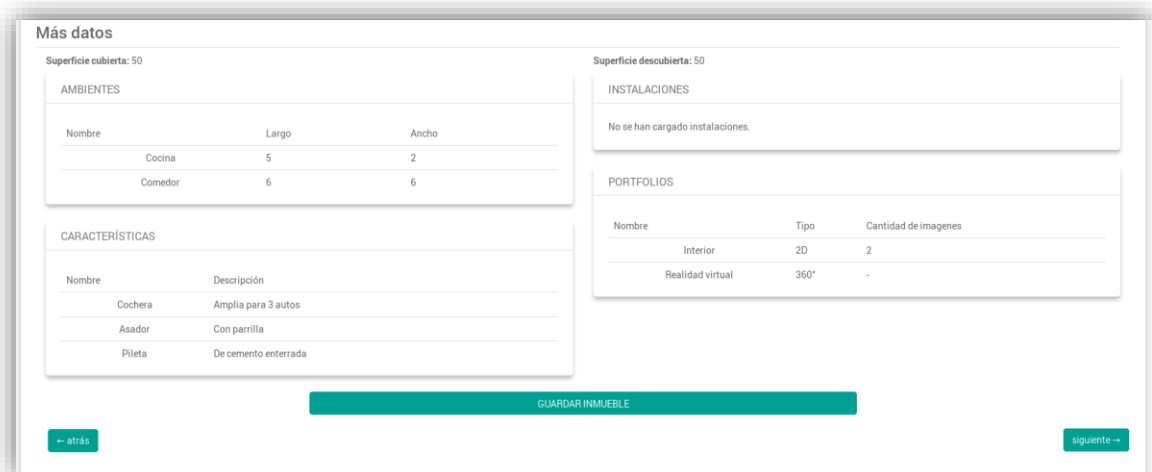 Más datos
Superficie cubierta: 50
AMBIENTES
Nombre Largo Ancho
Cocina 5 2
Comedor 6 6
CARACTERÍSTICAS
Nombre Descripción
Cochera Amplia para 3 autos
Asador Con parrilla
Pileta De cemento enterrada
Superficie descubierta: 50
INSTALACIONES
No se han cargado instalaciones.
PORTFOLIOS
Nombre Tipo Cantidad de imagenes
Interior 2D 2
Realidad virtual 360° -
GUARDAR INMUEBLE
← atrás
siguiente →